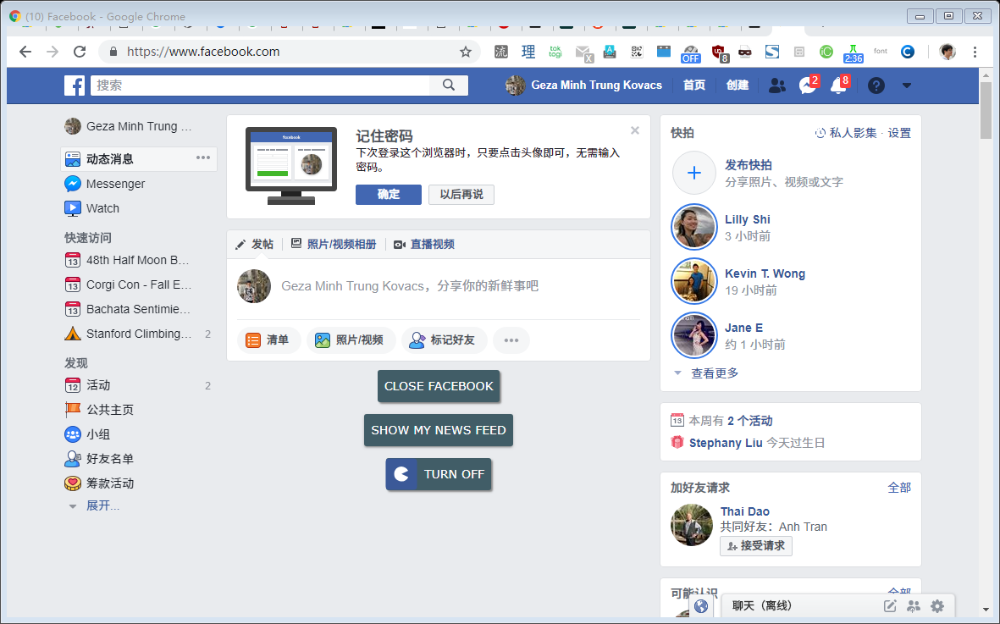 (10) Facebook - Google Chrome
https://www.facebook.com
流
理
tok
tog
X
OFF
8
2:36
font
搜索
Geza Minh Trung Kovacs
首页
创建
2
8
Geza Minh Trung ...
动态消息
Messenger
Watch
快速访问
13
48th Half Moon B...
13
Corgi Con - Fall E...
13
Bachata Sentimie...
Stanford Climbing...
2
发现
12
活动
2
公共主页
小组
好友名单
筹款活动
展开...
facebook
记住密码
下次登录这个浏览器时，只要点击头像即可，无需输入
密码。
确定
以后再说
发帖
照片/视频相册
直播视频
Geza Minh Trung Kovacs，分享你的新鲜事吧
清单
照片/视频
标记好友
CLOSE FACEBOOK
SHOW MY NEWS FEED
TURN OFF
快拍
私人影集 · 设置
发布快拍
分享照片、视频或文字
Lilly Shi
3 小时前
Kevin T. Wong
19 小时前
Jane E
约 1 小时前
查看更多
13
本周有 2 个活动
Stephany Liu 今天过生日
加好友请求
全部
Thai Dao
共同好友：Anh Tran
接受请求
可能认识
全部
聊天（离线）